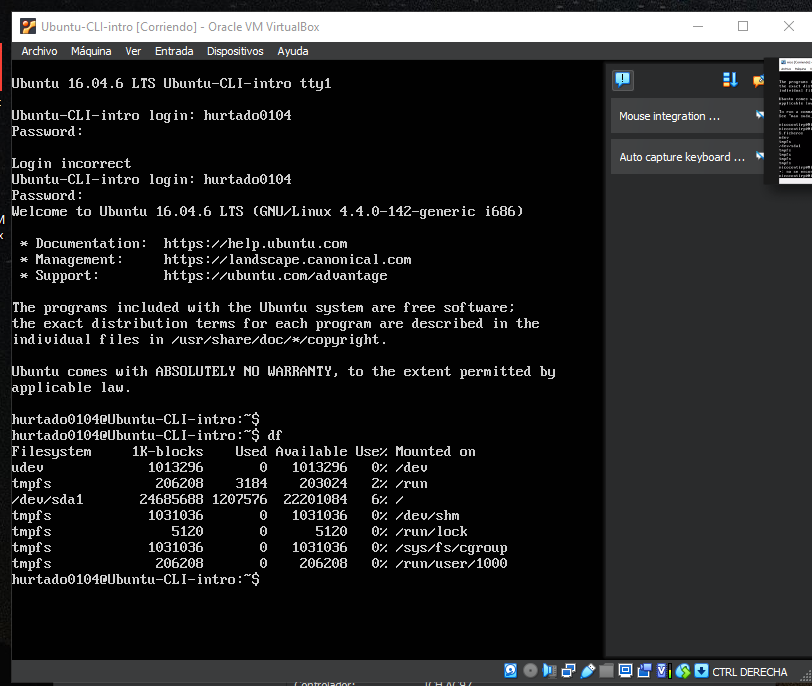 Ubuntu-CLI-intro [Corriendo] - Oracle VM VirtualBox
Archivo Máquina Ver Entrada Dispositivos Ayuda
Ubuntu 16.04.6 LTS Ubuntu-CLI-intro tty1
Ubuntu-CLI-intro login: hurtado0104
Password:
Login incorrect
Ubuntu-CLI-intro login: hurtado0104
Password:
Welcome to Ubuntu 16.04.6 LTS (GNU/Linux 4.4.0-142-generic i686)
* Documentation: https://help.ubuntu.com
* Management: https://landscape.canonical.com
* Support: https://ubuntu.com/advantage
The programs included with the Ubuntu system are free software;
the exact distribution terms for each program are described in the
individual files in /usr/share/doc/*/copyright.
Ubuntu comes with ABSOLUTELY NO WARRANTY, to the extent permitted by
applicable law.
hurtado0104@Ubuntu-CLI-intro:~$
hurtado0104@Ubuntu-CLI-intro:~$ df
Filesystem 1K-blocks Used Available Use% Mounted on
udev 1013296 0 1013296 0% /dev
tmpfs 206208 3184 203024 2% /run
/dev/sda1 24685688 1207576 22201084 6% /
tmpfs 1031036 0 1031036 0% /dev/shm
tmpfs 5120 0 5120 0% /run/lock
tmpfs 1031036 0 1031036 0% /sys/fs/cgroup
tmpfs 206208 0 206208 0% /run/user/1000
hurtado0104@Ubuntu-CLI-intro:~$
Mouse integration ...
Auto capture keyboard ...
CTRL DERECHA
Controlador: